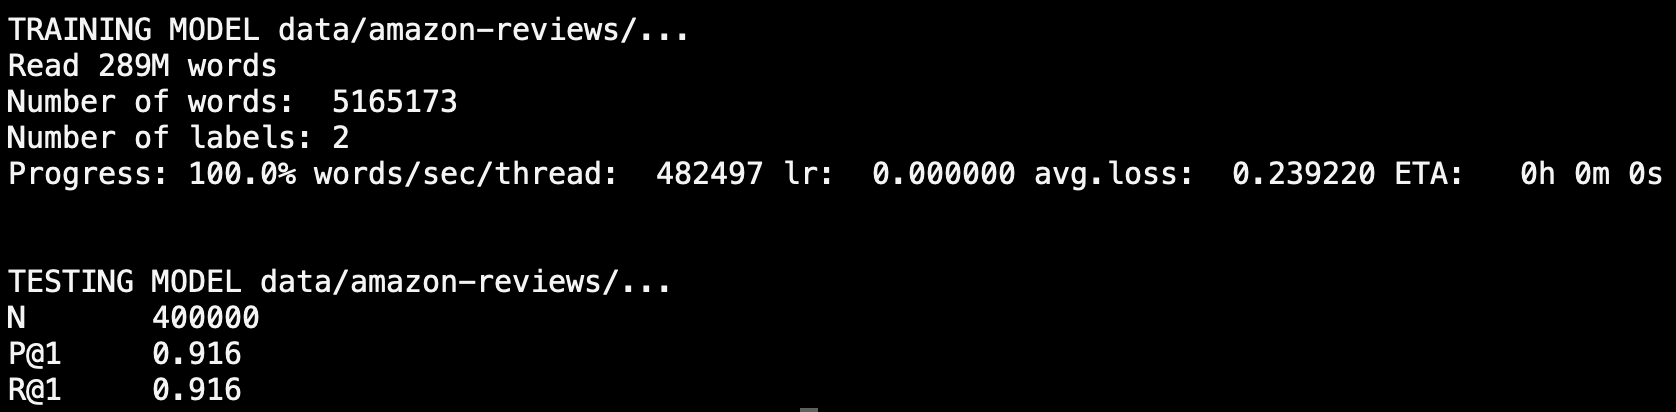 TRAINING MODEL data/amazon-reviews/...
Read 289M words
Number of words:  5165173
Number of labels: 2
Progress: 100.0% words/sec/thread:  482497 lr:  0.000000 avg.loss:  0.239220 ETA:   0h 0m 0s
TESTING MODEL data/amazon-reviews/...
N       400000
P@1     0.916
R@1     0.916